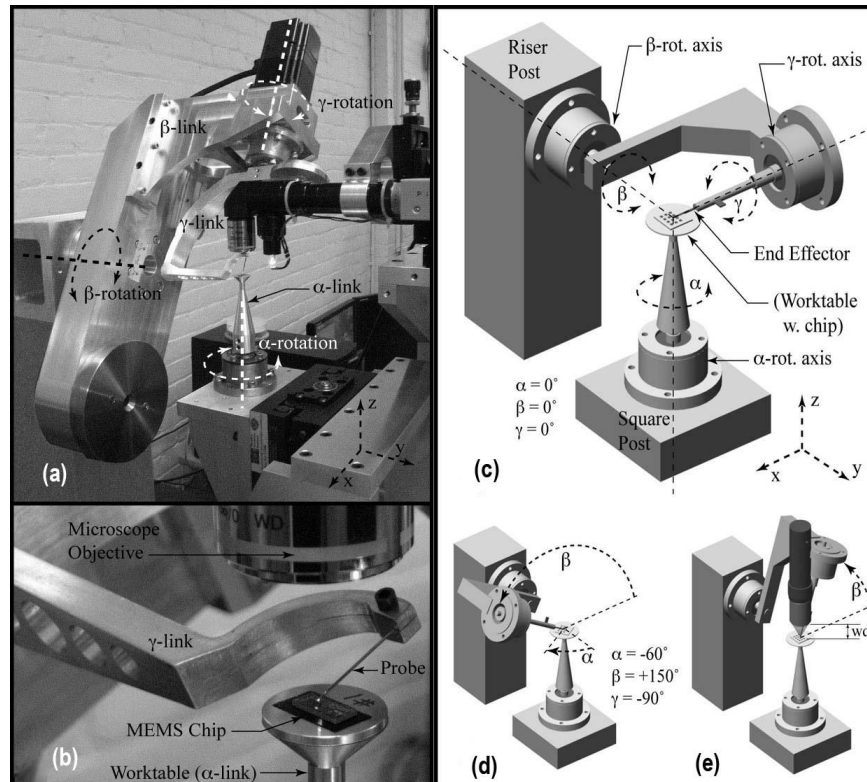 β-link
γ-rotation
γ-link
β-rotation
α-link
α-rotation
z
y
x
(a)
WD
Microscope
Objective
γ-link
Probe
MEMS Chip
Worktable (α-link)
(b)
Riser
Post
β-rot. axis
γ-rot. axis
β
γ
End Effector
α
(Worktable
w. chip)
α-rot. axis
α = 0°
β = 0°
γ = 0°
Square
Post
z
x
y
(c)
β
α
α = -60°
β = +150°
γ = -90°
(d)
β
wd
(e)